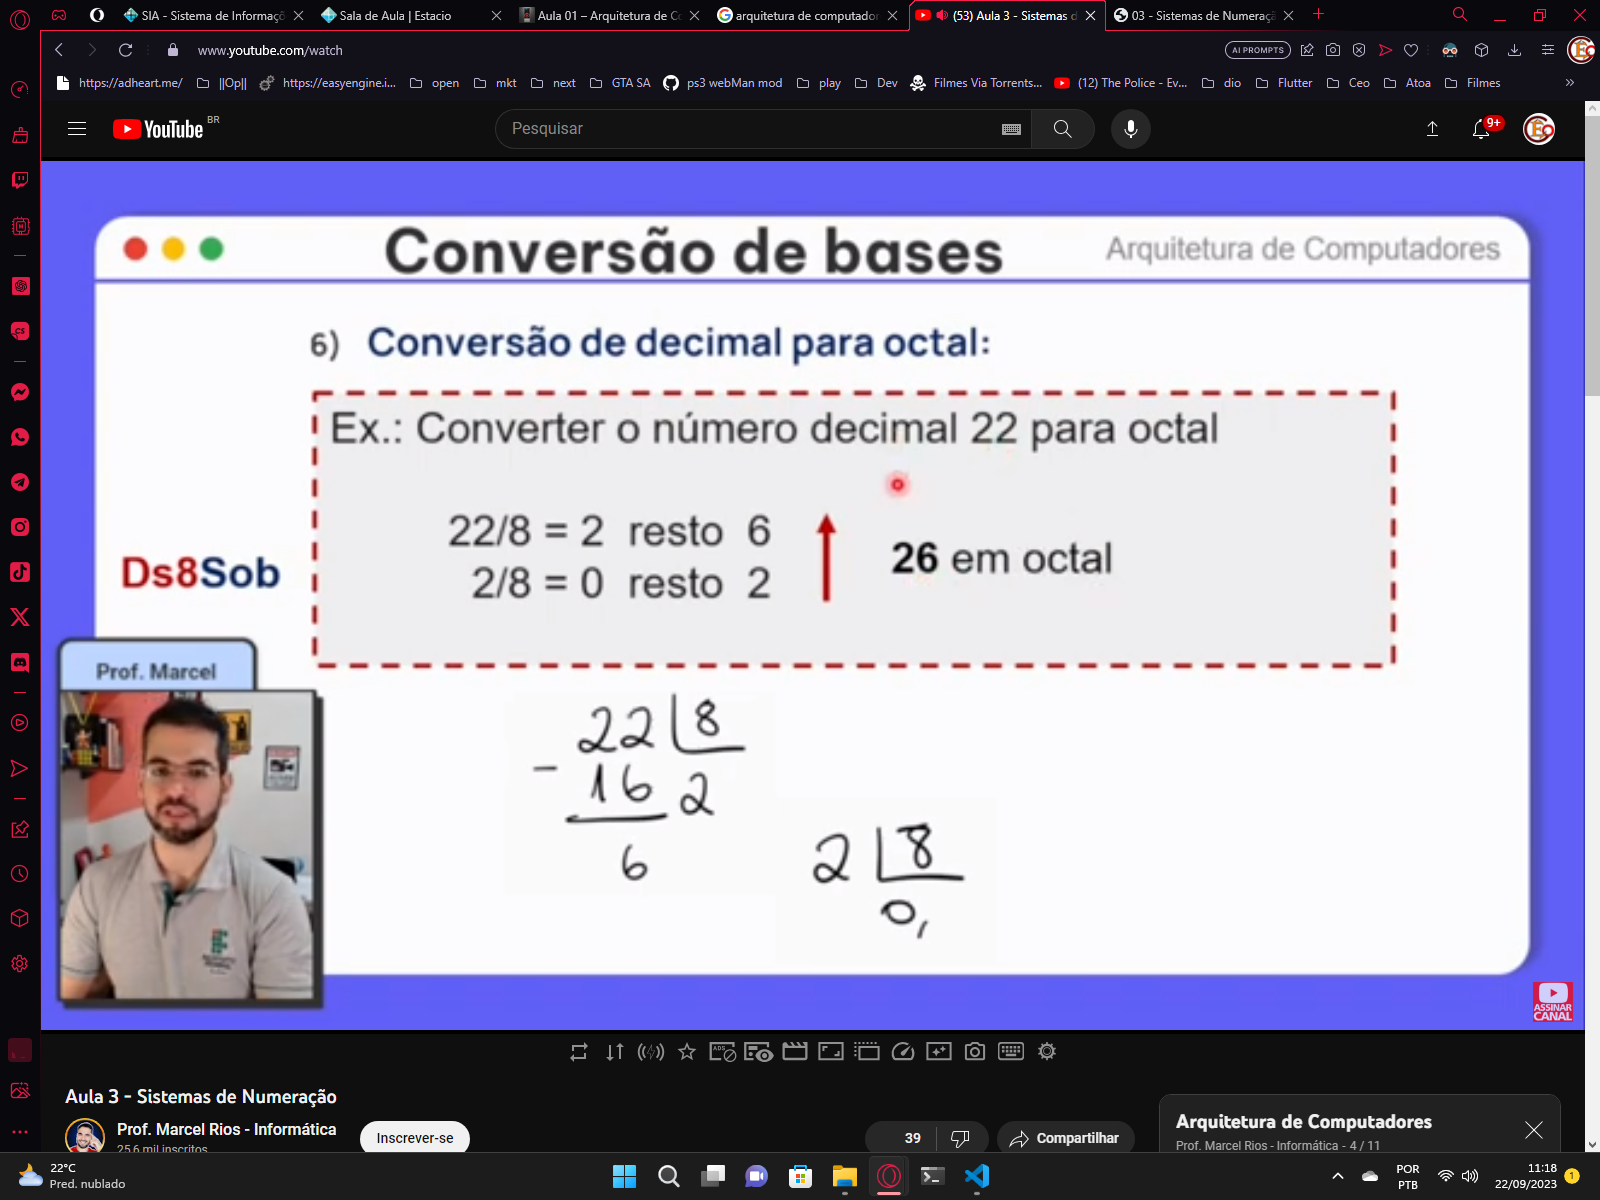 SIA - Sistema de Informaçõ
Sala de Aula | Estacio
Aula 01 – Arquitetura de Co
arquitetura de computador
(53) Aula 3 - Sistemas d
03 - Sistemas de Numeraçã
www.youtube.com/watch
AI PROMPTS
https://adheart.me/
||Op||
https://easyengine.i...
open
mkt
next
GTA SA
ps3 webMan mod
play
Dev
Filmes Via Torrents...
(12) The Police - Ev...
dio
Flutter
Ceo
Atoa
Filmes
»
YouTube BR
Pesquisar
9+
Conversão de bases
Arquitetura de Computadores
6) Conversão de decimal para octal:
Ex.: Converter o número decimal 22 para octal
22/8 = 2 resto 6
2/8 = 0 resto 2
26 em octal
Ds8Sob
Prof. Marcel
22 8
- 16 2
6
2 8
0,
ASSINAR
CANAL
ADS
Aula 3 - Sistemas de Numeração
Prof. Marcel Rios - Informática
25,6 mil inscritos
Inscrever-se
39
Compartilhar
Arquitetura de Computadores
Prof. Marcel Rios - Informática - 4 / 11
22°C
Pred. nublado
POR
PTB
11:18
22/09/2023
1